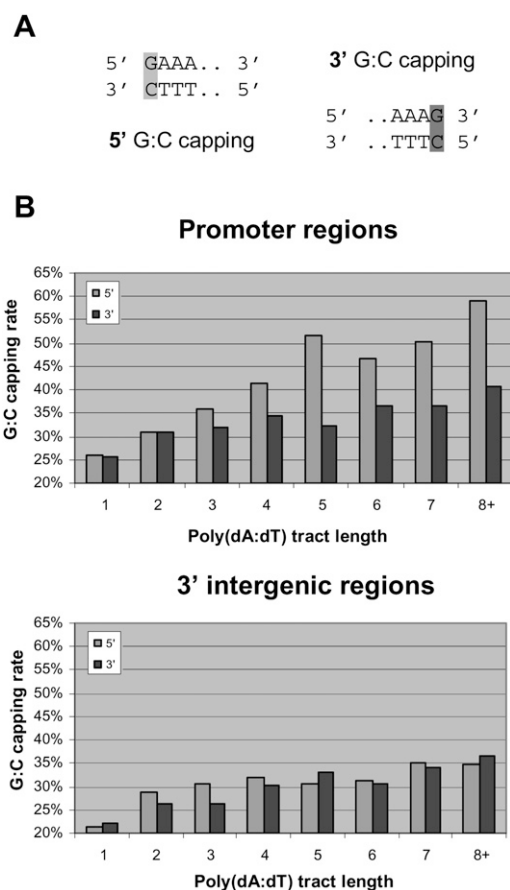 A
5’ GAAA.. 3’
3’ CTTT.. 5’
5’ G:C capping
3’ G:C capping
5’ ..AAAG 3’
3’ ..TTTC 5’
B
Promoter regions
G:C capping rate
65%
60%
55%
50%
45%
40%
35%
30%
25%
20%
5'
3'
1 2 3 4 5 6 7 8+
Poly(dA:dT) tract length
3’ intergenic regions
G:C capping rate
65%
60%
55%
50%
45%
40%
35%
30%
25%
20%
5'
3'
1 2 3 4 5 6 7 8+
Poly(dA:dT) tract length